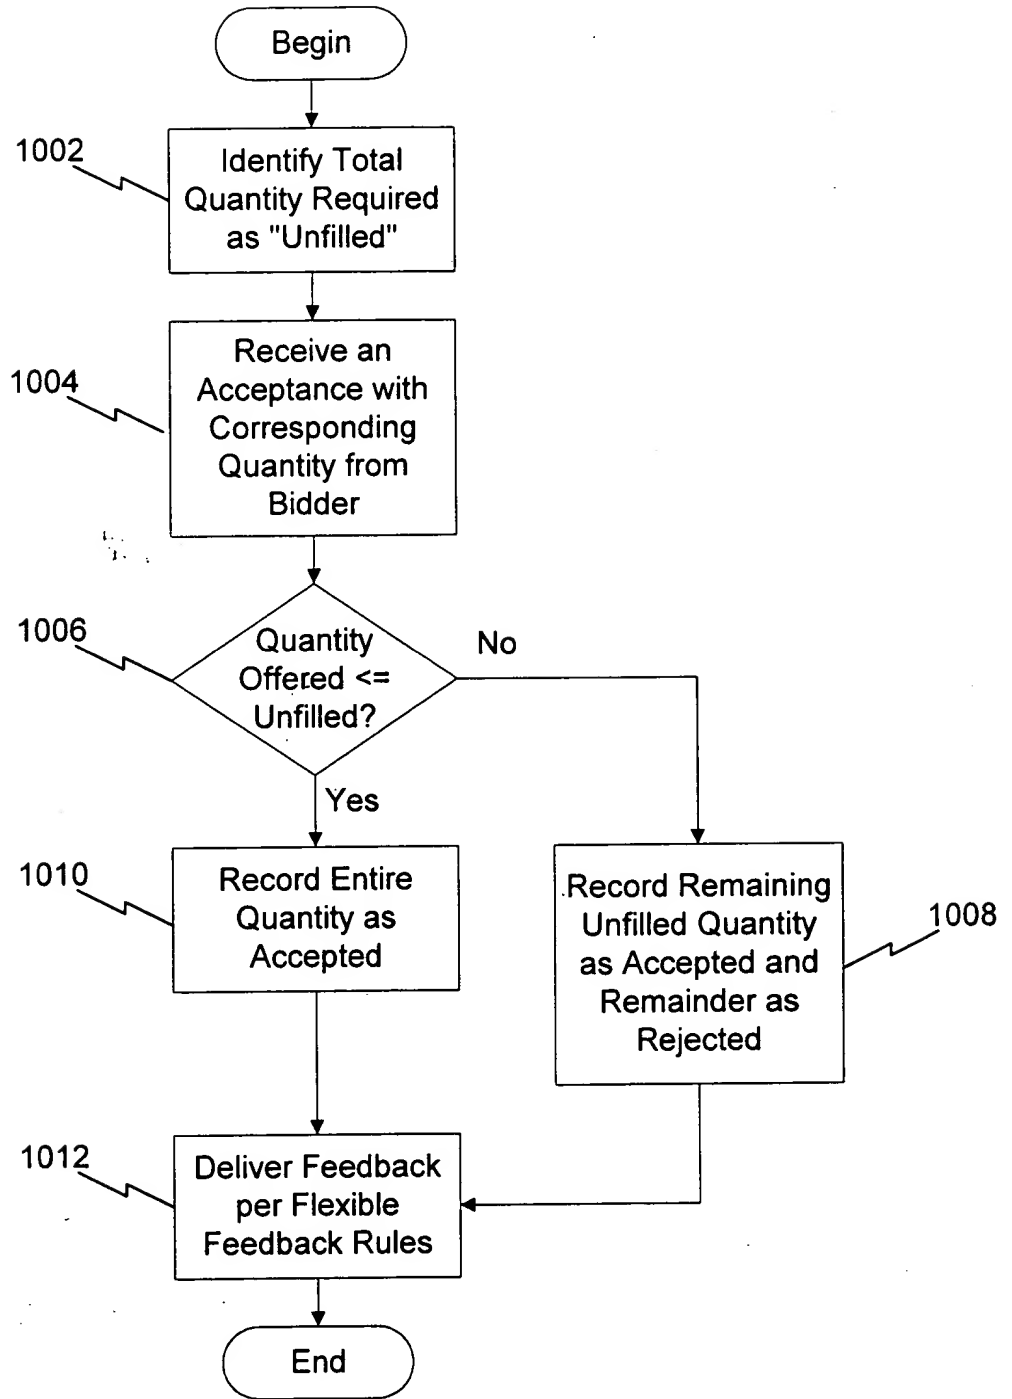 Begin
1002
Identify Total
Quantity Required
as "Unfilled"
1004
Receive an
Acceptance with
Corresponding
Quantity from
Bidder
1006
Quantity
Offered <=
Unfilled?
No
Yes
1010
Record Entire
Quantity as
Accepted
Record Remaining
Unfilled Quantity
as Accepted and
Remainder as
Rejected
1008
1012
Deliver Feedback
per Flexible
Feedback Rules
End